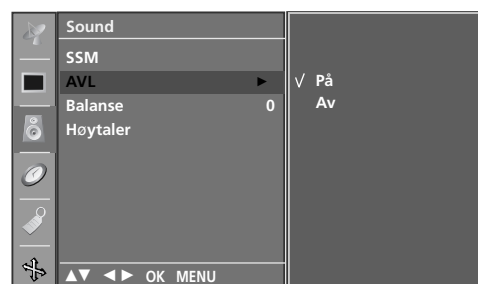 Sound
SSM
AVL ►
√ På
Balanse 0
Av
Høytaler
▲▼ ◄► OK MENU